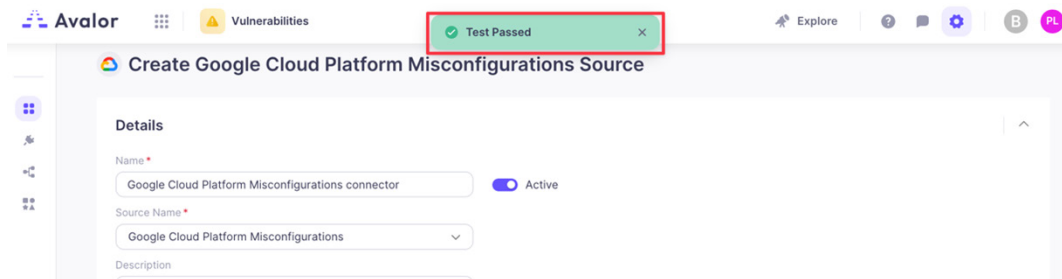 Avalor
Vulnerabilities
Test Passed
Explore
B
PL
Create Google Cloud Platform Misconfigurations Source
Details
Name*
Google Cloud Platform Misconfigurations connector
Active
Source Name*
Google Cloud Platform Misconfigurations
Description